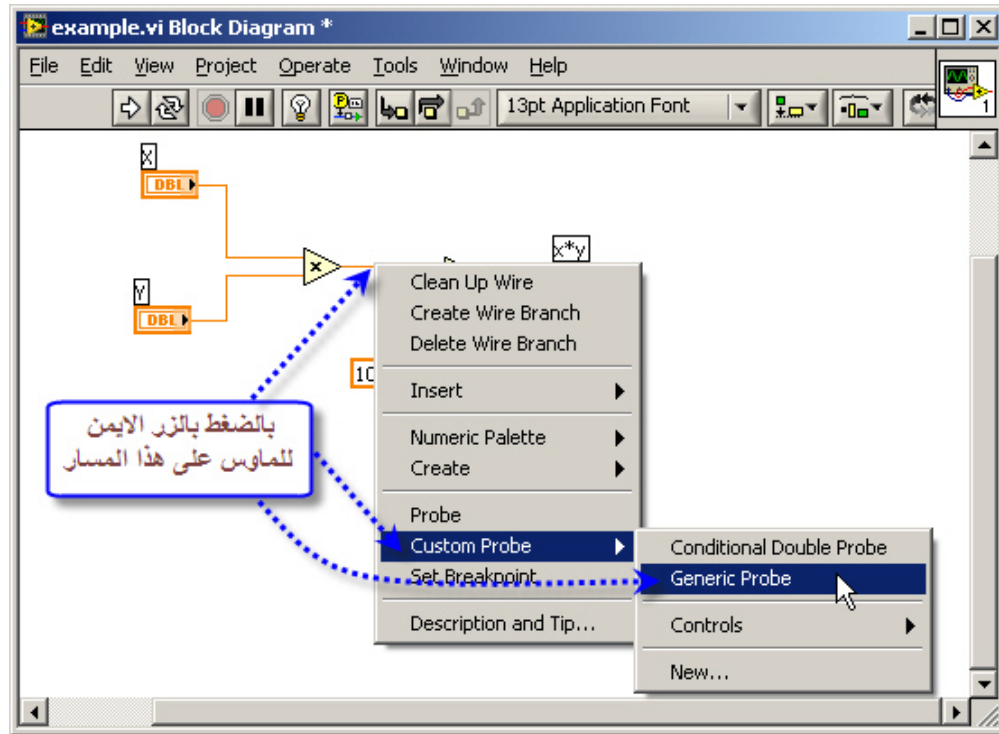 example.vi Block Diagram *
File Edit View Project Operate Tools Window Help
13pt Application Font
1
X
DBL
x*y
Y
DBL
10
بالضغط بالزر الايمن
للماوس على هذا المسار
Clean Up Wire
Create Wire Branch
Delete Wire Branch
Insert
Numeric Palette
Create
Probe
Custom Probe
Set Breakpoint
Description and Tip...
Conditional Double Probe
Generic Probe
Controls
New...